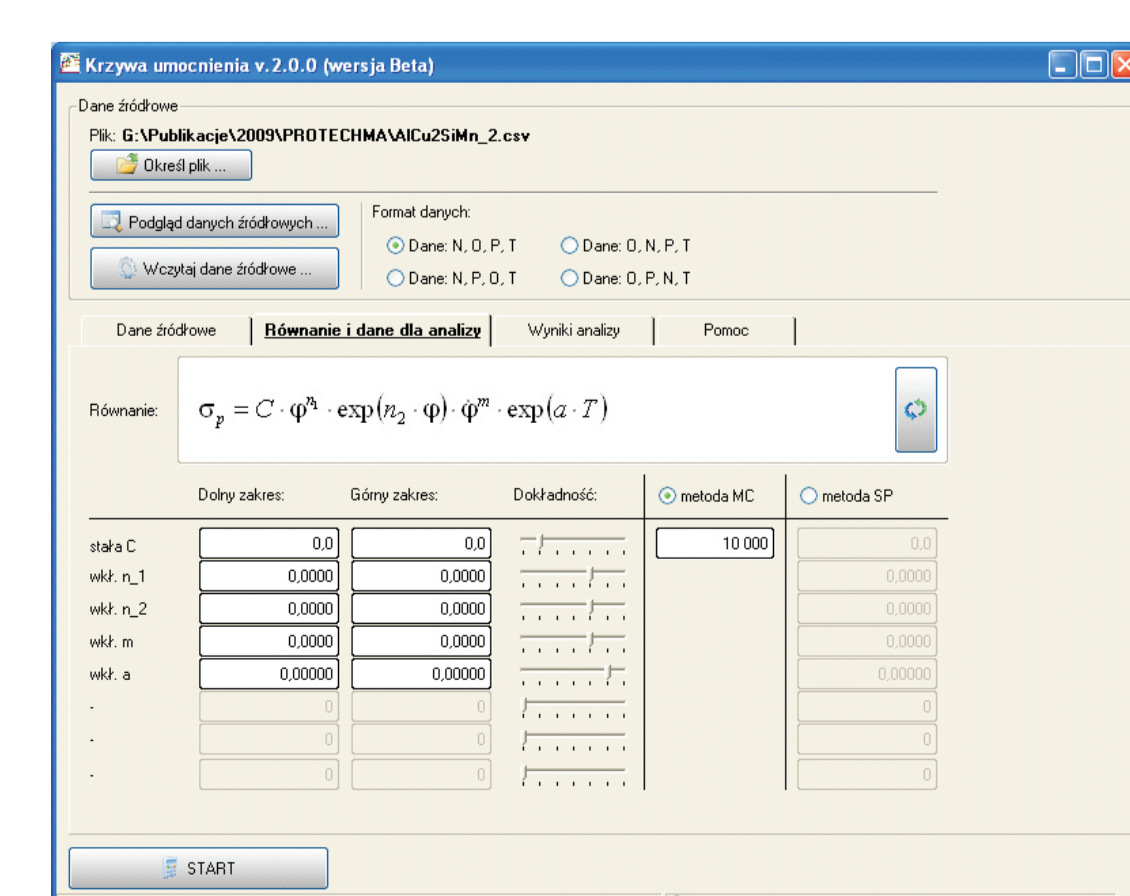 Krzywa umocnienia v.2.0.0 (wersja Beta)
Dane źródłowe
Plik: G:\Publikacje\2009\PROTECHMA\AlCu2SiMn_2.csv
Określ plik ...
Podgląd danych źródłowych ...
Wczytaj dane źródłowe ...
Format danych:
Dane: N, O, P, T
Dane: O, N, P, T
Dane: N, P, O, T
Dane: O, P, N, T
Dane źródłowe
Równanie i dane dla analizy
Wyniki analizy
Pomoc
Równanie: σ_p = C · φ^n₁ · exp(n₂ · φ) · φ̇^m · exp(a · T)
Dolny zakres: Górny zakres: Dokładność: metoda MC metoda SP
stała C 0,0 0,0 10 000 0,0
wkł. n_1 0,0000 0,0000 0,0000
wkł. n_2 0,0000 0,0000 0,0000
wkł. m 0,0000 0,0000 0,0000
wkł. a 0,00000 0,00000 0,00000
- 0 0 0
- 0 0 0
- 0 0 0
START